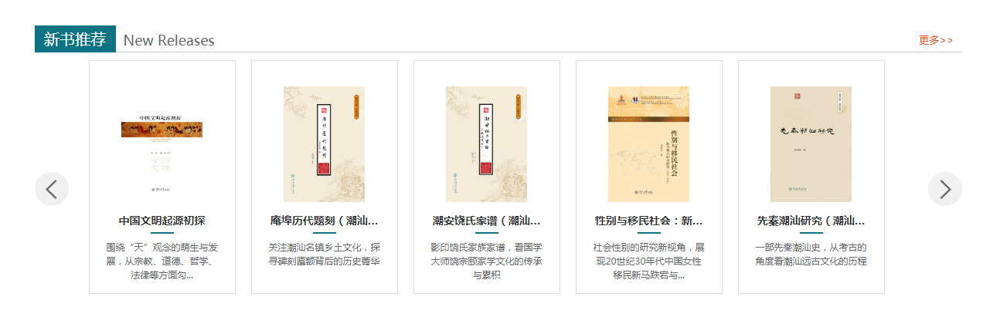 新书推荐 New Releases 更多>>
中国文明起源初探
庵埠历代题刻
潮安饶氏家谱
性别与移民社会
先秦潮汕研究
中国文明起源初探
围绕“天”观念的萌生与发
展，从宗教、道德、哲学、
法律等方面勾...
庵埠历代题刻（潮汕...
关注潮汕名镇乡土文化，探
寻碑刻匾额背后的历史菁华
潮安饶氏家谱（潮汕...
影印饶氏家族家谱，看国学
大师饶宗颐家学文化的传承
与累积
性别与移民社会：新...
社会性别的研究新视角，展
现20世纪30年代中国女性
移民新马跌宕与...
先秦潮汕研究（潮汕...
一部先秦潮汕史，从考古的
角度看潮汕远古文化的历程